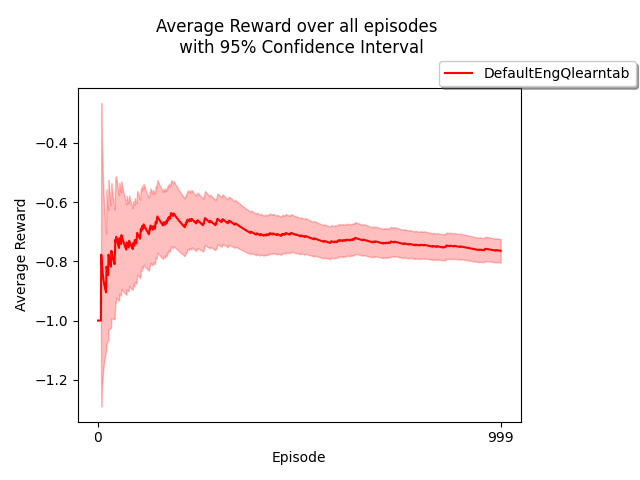 Average Reward over all episodes
with 95% Confidence Interval
DefaultEngQlearntab
−0.4
−0.6
−0.8
−1.0
−1.2
Average Reward
0
999
Episode